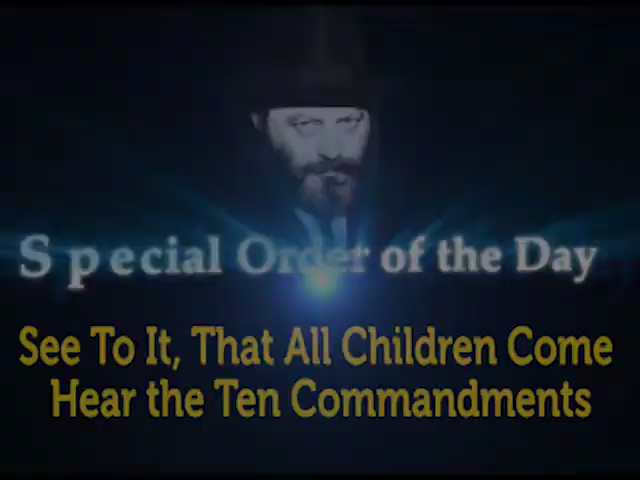 Special Order of the Day
See To It, That All Children Come
Hear the Ten Commandments